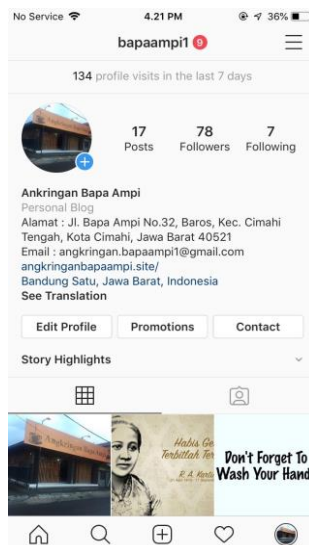 No Service 4.21 PM 36%
bapaampi1 9
134 profile visits in the last 7 days
17 78 7
Posts Followers Following
Ankringan Bapa Ampi
Personal Blog
Alamat : Jl. Bapa Ampi No.32, Baros, Kec. Cimahi
Tengah, Kota Cimahi, Jawa Barat 40521
Email : angkringan.bapaampi1@gmail.com
angkringanbapaampi.site/
Bandung Satu, Jawa Barat, Indonesia
See Translation
Edit Profile Promotions Contact
Story Highlights
Angkringan Bapa
Habis Ge
Terbitlah Ter
R. A. Kartin
Don't Forget To
Wash Your Hand